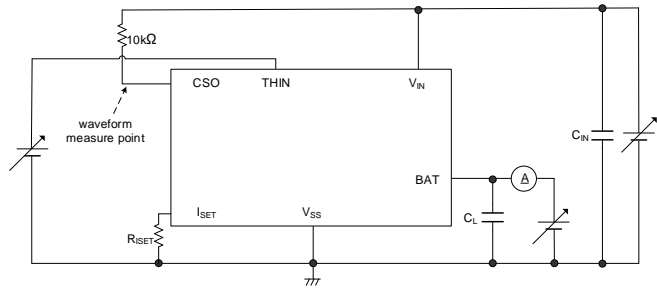 10kΩ
CSO
THIN
V_IN
waveform
measure point
C_IN
BAT
A
I_SET
V_SS
C_L
R_ISET